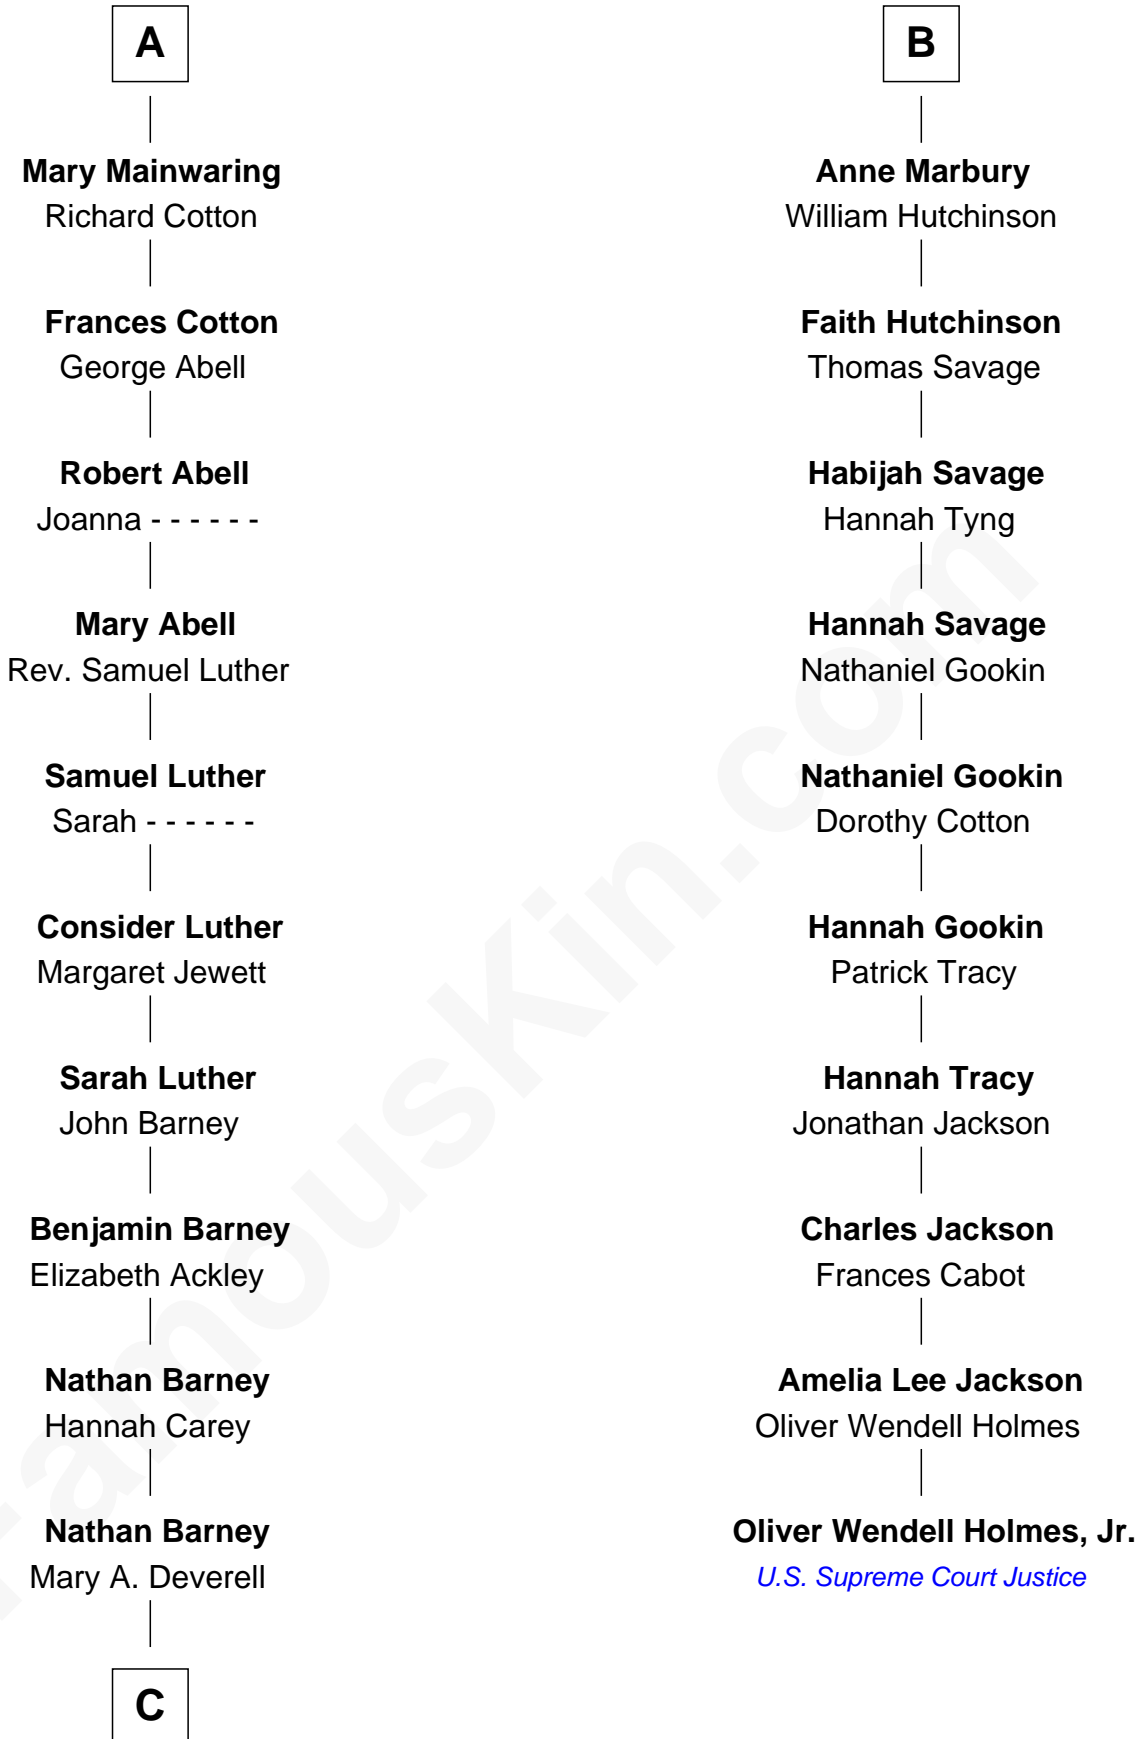 A
Mary Mainwaring
Richard Cotton
Frances Cotton
George Abell
Robert Abell
Joanna - - - - - -
Mary Abell
Rev. Samuel Luther
Samuel Luther
Sarah - - - - - -
Consider Luther
Margaret Jewett
Sarah Luther
John Barney
Benjamin Barney
Elizabeth Ackley
Nathan Barney
Hannah Carey
Nathan Barney
Mary A. Deverell
C
B
Anne Marbury
William Hutchinson
Faith Hutchinson
Thomas Savage
Habijah Savage
Hannah Tyng
Hannah Savage
Nathaniel Gookin
Nathaniel Gookin
Dorothy Cotton
Hannah Gookin
Patrick Tracy
Hannah Tracy
Jonathan Jackson
Charles Jackson
Frances Cabot
Amelia Lee Jackson
Oliver Wendell Holmes
Oliver Wendell Holmes, Jr.
U.S. Supreme Court Justice
FamousKin.com